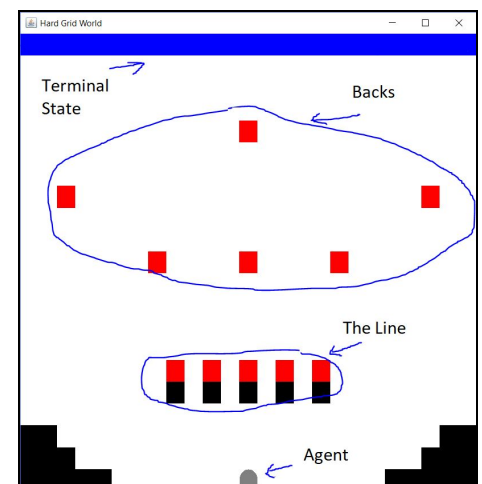 Hard Grid World
Terminal
State
Backs
The Line
Agent